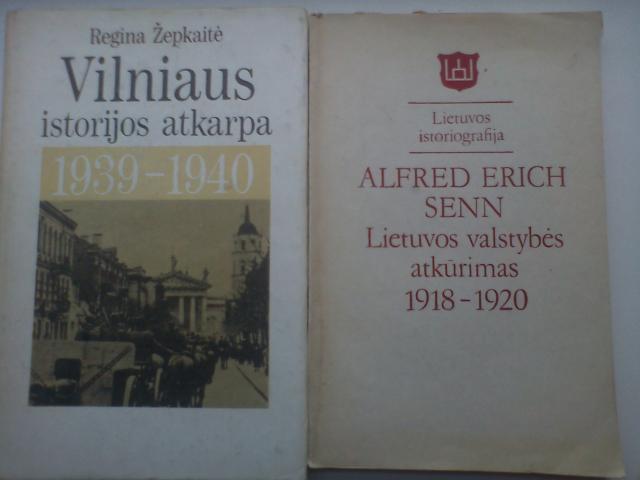 Regina Žepkaitė
Vilniaus
istorijos atkarpa
1939–1940
Lietuvos
istoriografija
ALFRED ERICH
SENN
Lietuvos valstybės
atkūrimas
1918–1920